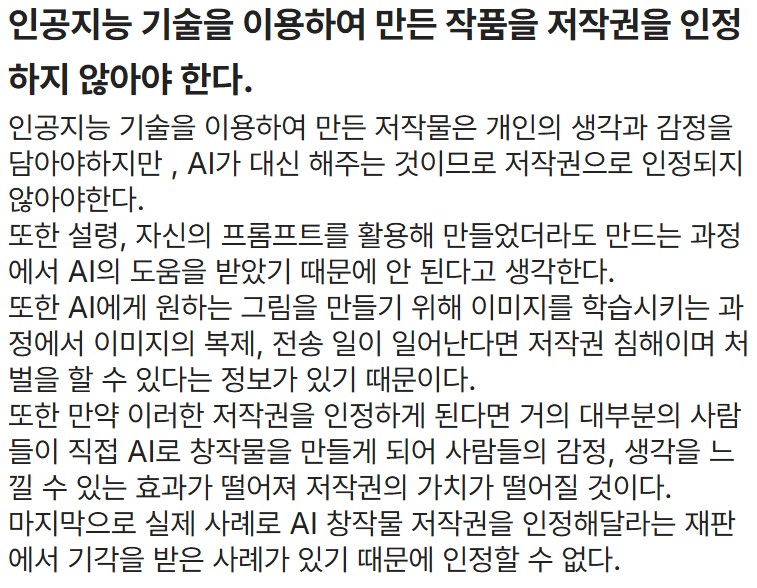 인공지능 기술을 이용하여 만든 작품을 저작권을 인정
하지 않아야 한다.
인공지능 기술을 이용하여 만든 저작물은 개인의 생각과 감정을
담아야하지만 , AI가 대신 해주는 것이므로 저작권으로 인정되지
않아야한다.
또한 설령, 자신의 프롬프트를 활용해 만들었더라도 만드는 과정
에서 AI의 도움을 받았기 때문에 안 된다고 생각한다.
또한 AI에게 원하는 그림을 만들기 위해 이미지를 학습시키는 과
정에서 이미지의 복제, 전송 일이 일어난다면 저작권 침해이며 처
벌을 할 수 있다는 정보가 있기 때문이다.
또한 만약 이러한 저작권을 인정하게 된다면 거의 대부분의 사람
들이 직접 AI로 창작물을 만들게 되어 사람들의 감정, 생각을 느
낄 수 있는 효과가 떨어져 저작권의 가치가 떨어질 것이다.
마지막으로 실제 사례로 AI 창작물 저작권을 인정해달라는 재판
에서 기각을 받은 사례가 있기 때문에 인정할 수 없다.